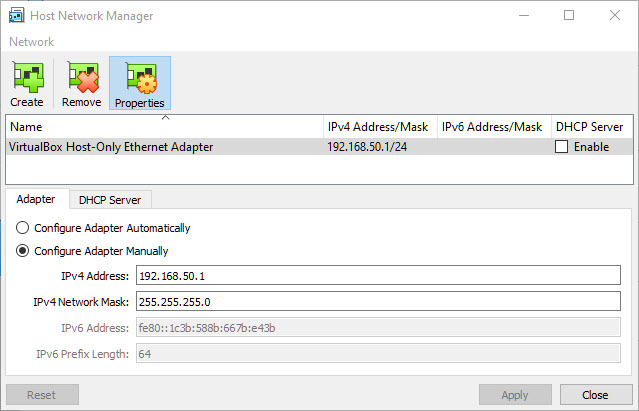 Host Network Manager
Network
Create Remove Properties
Name IPv4 Address/Mask IPv6 Address/Mask DHCP Server
VirtualBox Host-Only Ethernet Adapter 192.168.50.1/24 Enable
Adapter DHCP Server
Configure Adapter Automatically
Configure Adapter Manually
IPv4 Address: 192.168.50.1
IPv4 Network Mask: 255.255.255.0
IPv6 Address: fe80::1c3b:588b:667b:e43b
IPv6 Prefix Length: 64
Reset Apply Close